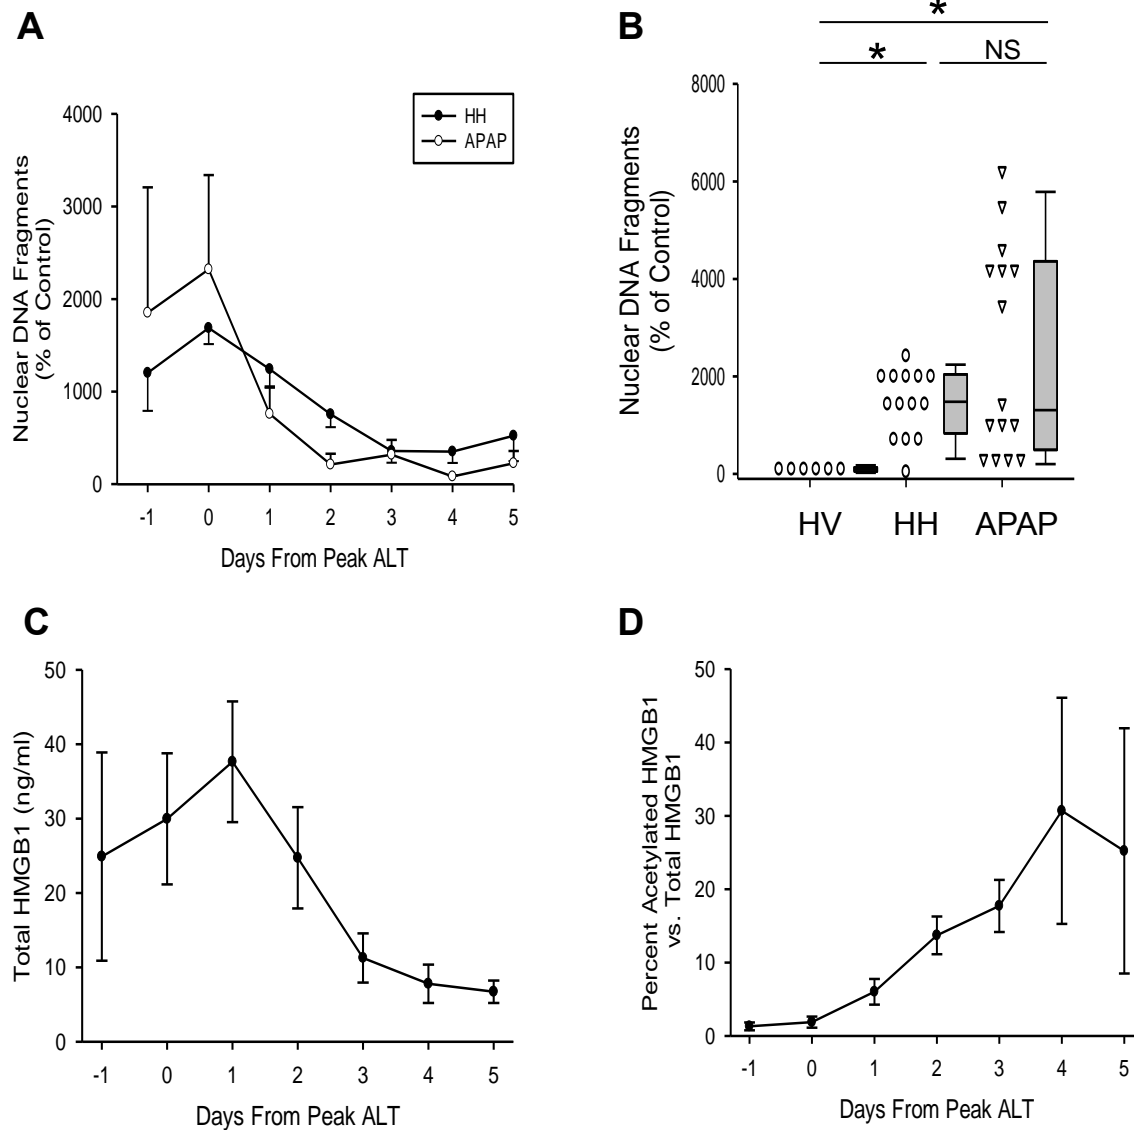 A
Nuclear DNA Fragments
(% of Control)
4000
3000
2000
1000
0
HH
APAP
-1 0 1 2 3 4 5
Days From Peak ALT
B
*
*
NS
Nuclear DNA Fragments
(% of Control)
8000
6000
4000
2000
0
HV HH APAP
C
Total HMGB1 (ng/ml)
50
40
30
20
10
0
-1 0 1 2 3 4 5
Days From Peak ALT
D
Percent Acetylated HMGB1
vs. Total HMGB1
50
40
30
20
10
0
-1 0 1 2 3 4 5
Days From Peak ALT